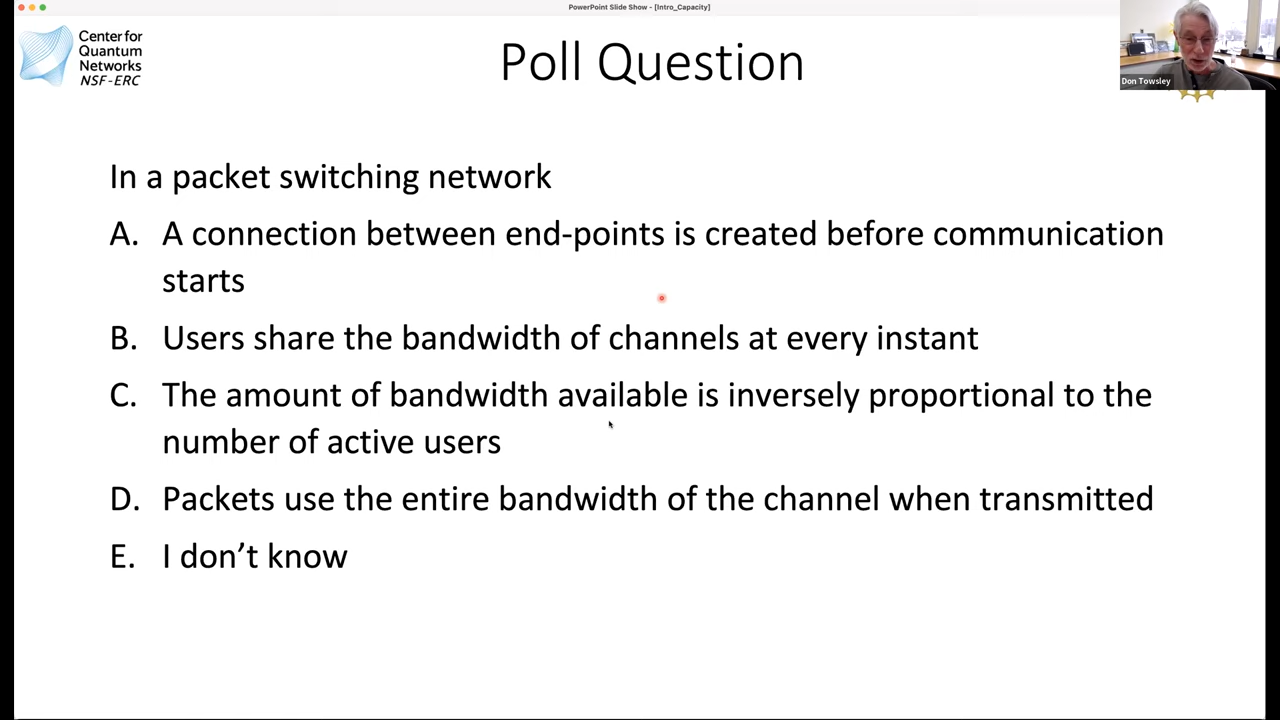 PowerPoint Slide Show - [Intro_Capacity]
Center for
Quantum
Networks
NSF-ERC
Poll Question
Don Towsley
In a packet switching network
A. A connection between end-points is created before communication
starts
B. Users share the bandwidth of channels at every instant
C. The amount of bandwidth available is inversely proportional to the
number of active users
D. Packets use the entire bandwidth of the channel when transmitted
E. I don’t know